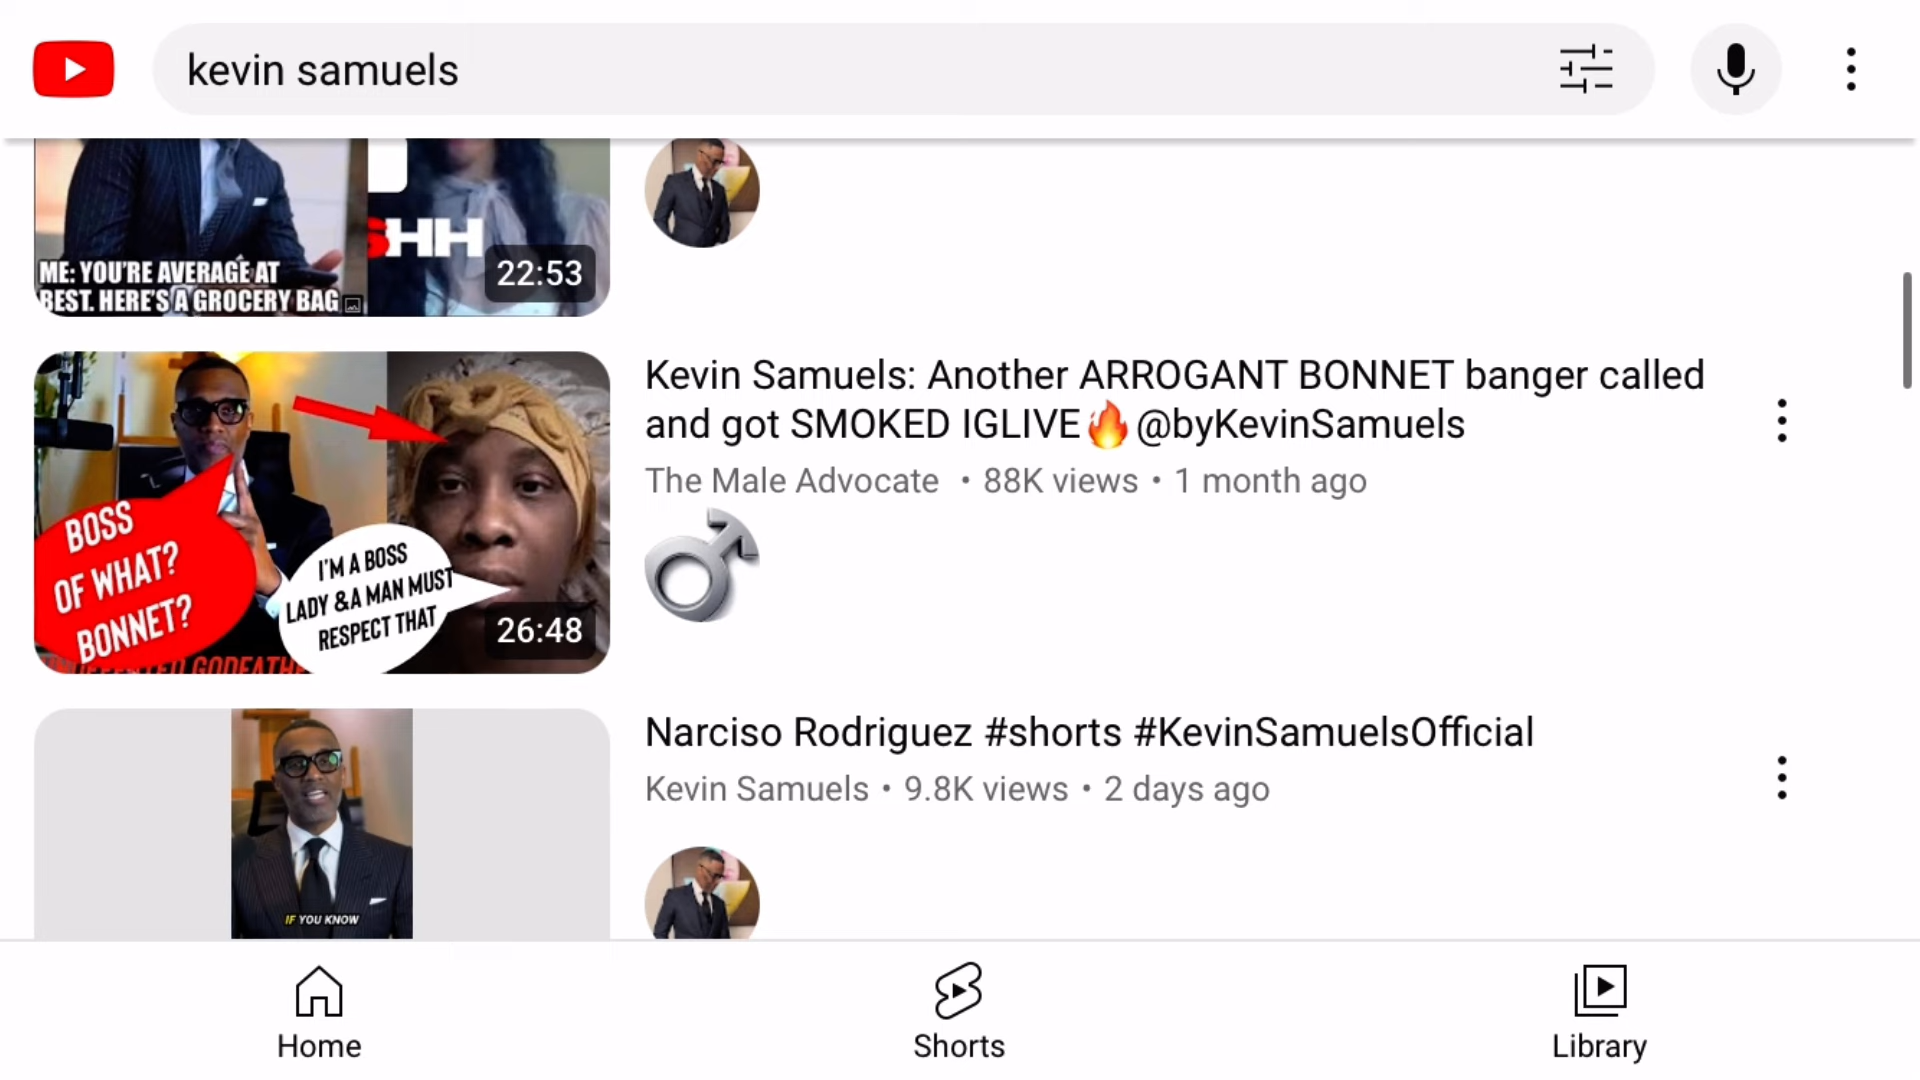 kevin samuels
SHH
ME: YOU'RE AVERAGE AT
BEST. HERE'S A GROCERY BAG
22:53
Kevin Samuels: Another ARROGANT BONNET banger called
and got SMOKED IGLIVE🔥@byKevinSamuels
The Male Advocate • 88K views • 1 month ago
BOSS
OF WHAT?
BONNET?
I'M A BOSS
LADY &A MAN MUST
RESPECT THAT
26:48
Narciso Rodriguez #shorts #KevinSamuelsOfficial
Kevin Samuels • 9.8K views • 2 days ago
IF YOU KNOW
Home
Shorts
Library